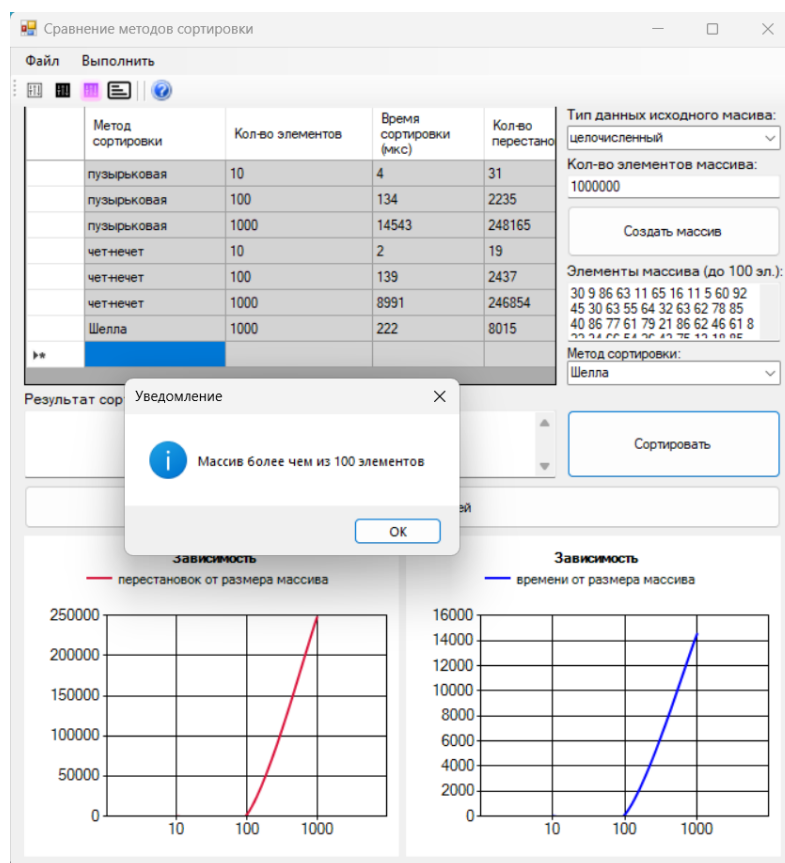 Сравнение методов сортировки
Файл Выполнить
Метод сортировки Кол-во элементов Время сортировки (мкс) Кол-во перестано
пузырьковая 10 4 31
пузырьковая 100 134 2235
пузырьковая 1000 14543 248165
чет-нечет 10 2 19
чет-нечет 100 139 2437
чет-нечет 1000 8991 246854
Шелла 1000 222 8015
Тип данных исходного масива:
целочисленный
Кол-во элементов массива:
1000000
Создать массив
Элементы массива (до 100 эл.):
30 9 86 63 11 65 16 11 5 60 92
45 30 63 55 64 32 63 62 78 85
40 86 77 61 79 21 86 62 46 61 8
Метод сортировки:
Шелла
Результат сор
Сортировать
Уведомление
Массив более чем из 100 элементов
ОК
ей
Зависимость
перестановок от размера массива
250000
200000
150000
100000
50000
0
10 100 1000
Зависимость
времени от размера массива
16000
14000
12000
10000
8000
6000
4000
2000
0
10 100 1000